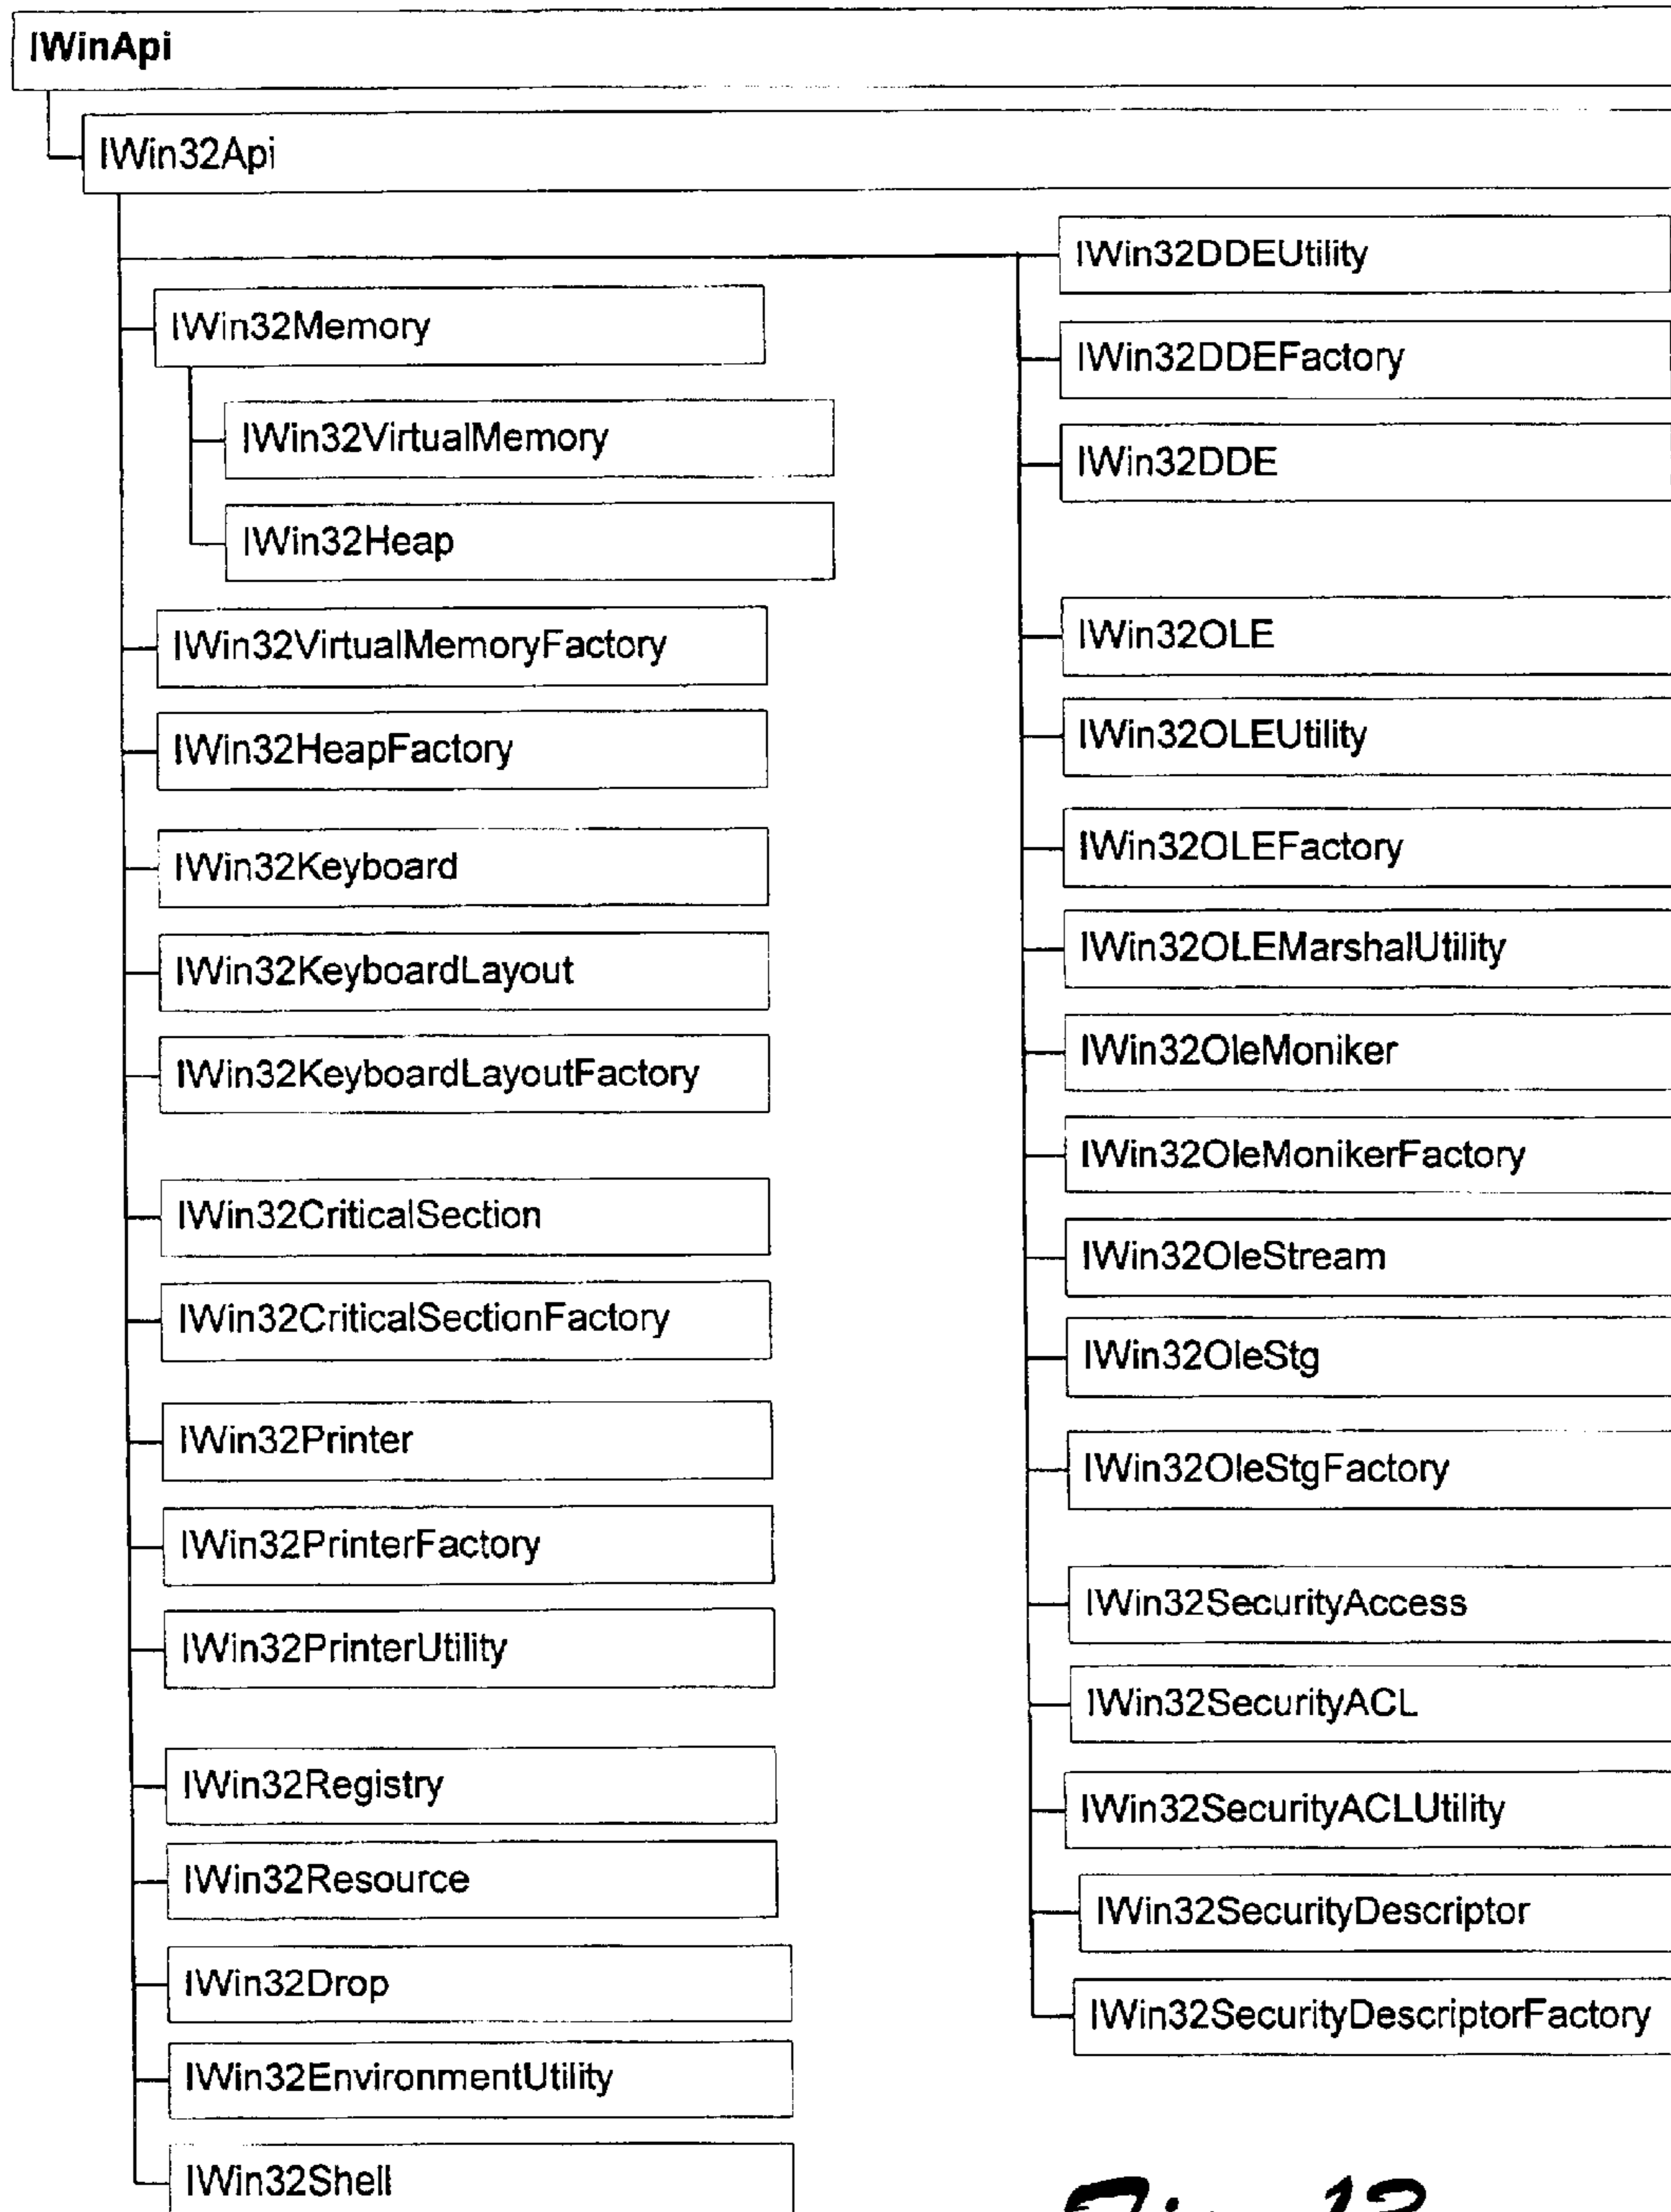 IWinApi
IWin32Api
IWin32Memory
IWin32VirtualMemory
IWin32Heap
IWin32VirtualMemoryFactory
IWin32HeapFactory
IWin32Keyboard
IWin32KeyboardLayout
IWin32KeyboardLayoutFactory
IWin32CriticalSection
IWin32CriticalSectionFactory
IWin32Printer
IWin32PrinterFactory
IWin32PrinterUtility
IWin32Registry
IWin32Resource
IWin32Drop
IWin32EnvironmentUtility
IWin32Shell
IWin32DDEUtility
IWin32DDEFactory
IWin32DDE
IWin32OLE
IWin32OLEUtility
IWin32OLEFactory
IWin32OLEMarshalUtility
IWin32OleMoniker
IWin32OleMonikerFactory
IWin32OleStream
IWin32OleStg
IWin32OleStgFactory
IWin32SecurityAccess
IWin32SecurityACL
IWin32SecurityACLUtility
IWin32SecurityDescriptor
IWin32SecurityDescriptorFactory